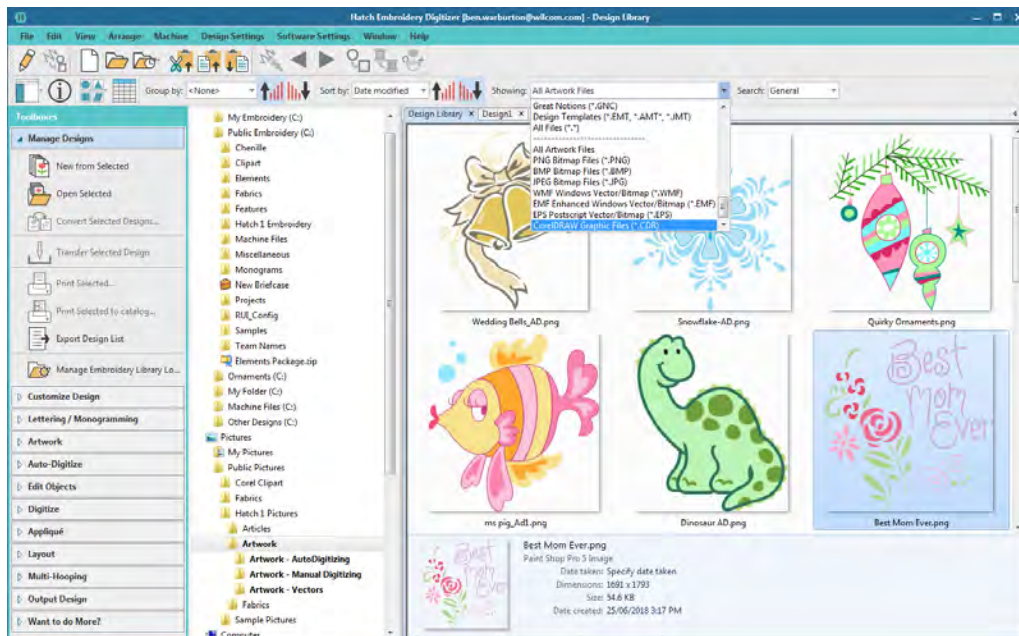 Hatch Embroidery Digitizer [ben.warburton@wilcom.com] - Design Library
File Edit View Arrange Machine Design Settings Software Settings Window Help
Group by: <None> Sort by: Date modified Showing: All Artwork Files Search: General
Toolboxes
Manage Designs
New from Selected
Open Selected
Convert Selected Designs...
Transfer Selected Design
Print Selected...
Print Selected to catalog...
Export Design List
Manage Embroidery Library Lo...
Customize Design
Lettering / Monogramming
Artwork
Auto-Digitize
Edit Objects
Digitize
Appliqué
Layout
Multi-Hooping
Output Design
Want to do More?
My Embroidery (C:)
Public Embroidery (C:)
Chenille
Clipart
Elements
Fabrics
Features
Hatch 1 Embroidery
Machine Files
Miscellaneous
Monograms
New Briefcase
Projects
RUI_Config
Samples
Team Names
Elements Package.zip
Ornaments (C:)
My Folder (C:)
Machine Files (C:)
Other Designs (C:)
Pictures
My Pictures
Public Pictures
Corel Clipart
Fabrics
Hatch 1 Pictures
Articles
Artwork
Artwork - AutoDigitizing
Artwork - Manual Digitizing
Artwork - Vectors
Fabrics
Sample Pictures
Computer
Design Library Design1
Great Notions (*.GNC)
Design Templates (*.EMT, *.AMT*, *.JMT)
All Files (*.*)
All Artwork Files
PNG Bitmap Files (*.PNG)
BMP Bitmap Files (*.BMP)
JPEG Bitmap Files (*.JPG)
WMF Windows Vector/Bitmap (*.WMF)
EMF Enhanced Windows Vector/Bitmap (*.EMF)
EPS Postscript Vector/Bitmap (*.EPS)
CorelDRAW Graphic Files (*.CDR)
Wedding Bells_AD.png
Snowflake-AD.png
Quirky Ornaments.png
Best
Mom
Ever
ms pig_Ad1.png
Dinosaur AD.png
Best Mom Ever.png
Best
Mom
Ever
Best Mom Ever.png
Paint Shop Pro 5 Image
Date taken: Specify date taken
Dimensions: 1691 x 1793
Size: 54.6 KB
Date created: 25/06/2018 3:17 PM